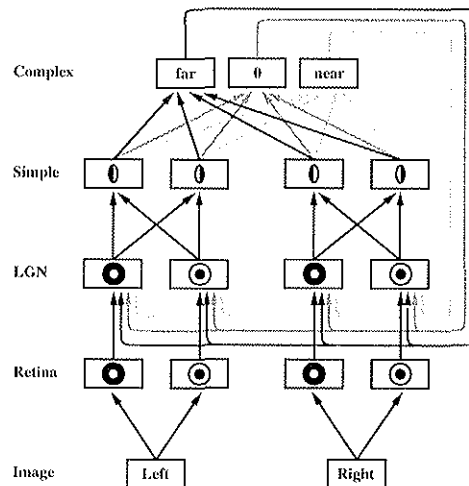 Complex far 0 near
Simple
LGN
Retina
Image Left Right